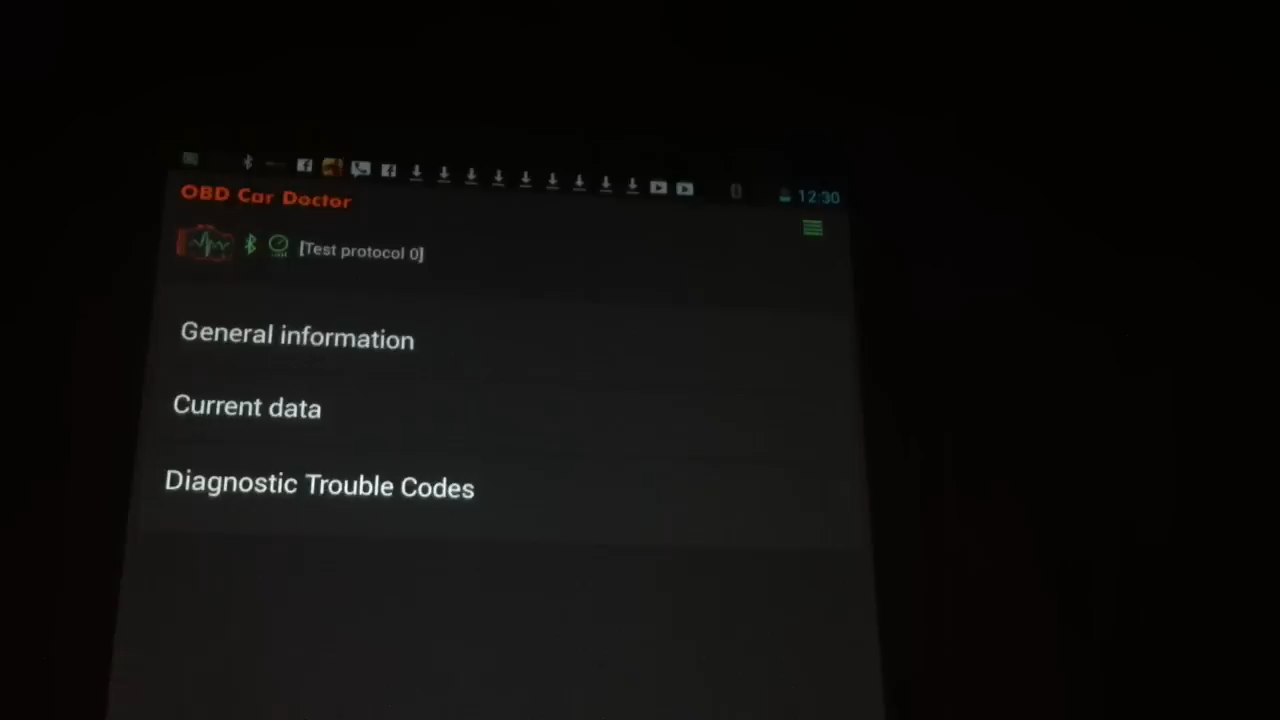 12:30
OBD Car Doctor
[Test protocol 0]
General information
Current data
Diagnostic Trouble Codes